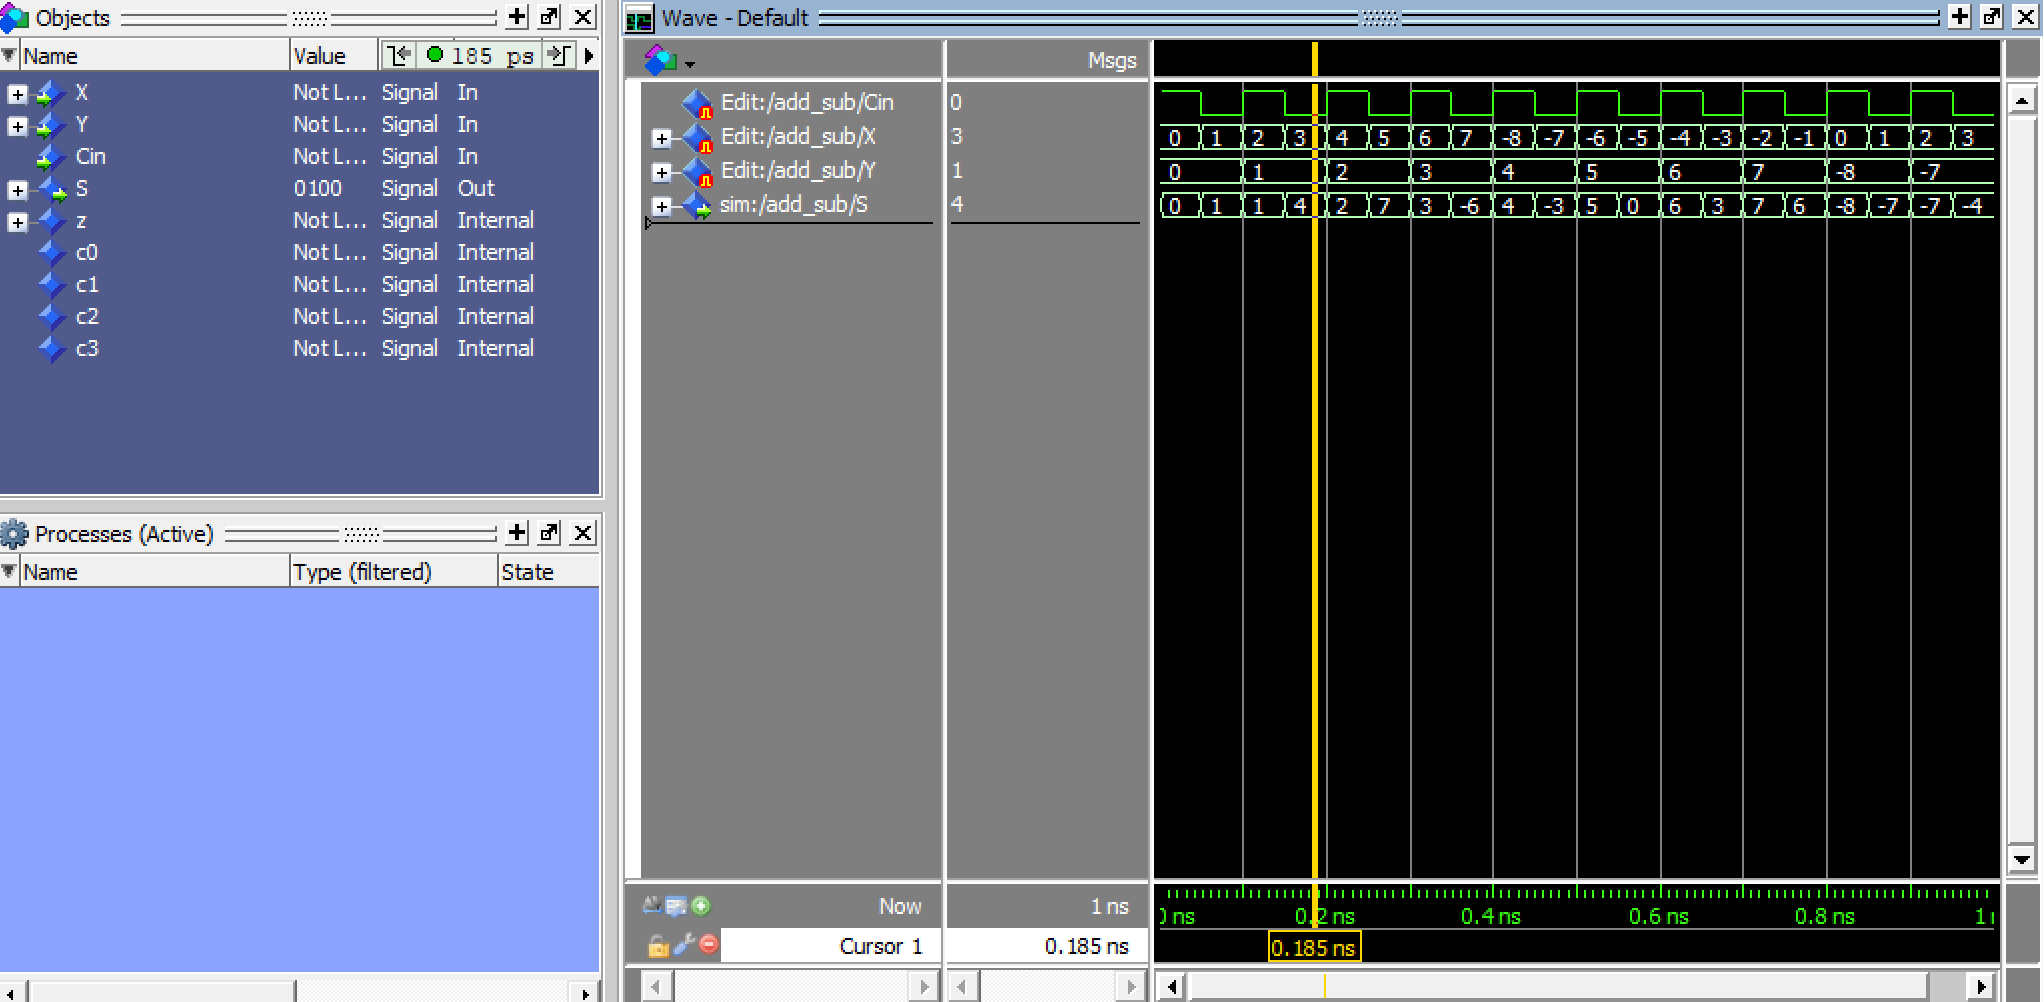 Objects
Name Value 185 ps
X Not L... Signal In
Y Not L... Signal In
Cin Not L... Signal In
S 0100 Signal Out
z Not L... Signal Internal
c0 Not L... Signal Internal
c1 Not L... Signal Internal
c2 Not L... Signal Internal
c3 Not L... Signal Internal
Processes (Active)
Name Type (filtered) State
Wave - Default
Msgs
Edit:/add_sub/Cin 0
Edit:/add_sub/X 3 0 1 2 3 4 5 6 7 -8 -7 -6 -5 -4 -3 -2 -1 0 1 2 3
Edit:/add_sub/Y 1 0 1 2 3 4 5 6 7 -8 -7
sim:/add_sub/S 4 0 1 1 4 2 7 3 -6 4 -3 5 0 6 3 7 6 -8 -7 -7 -4
Now 1 ns ns 0.2 ns 0.4 ns 0.6 ns 0.8 ns 1
Cursor 1 0.185 ns 0.185 ns